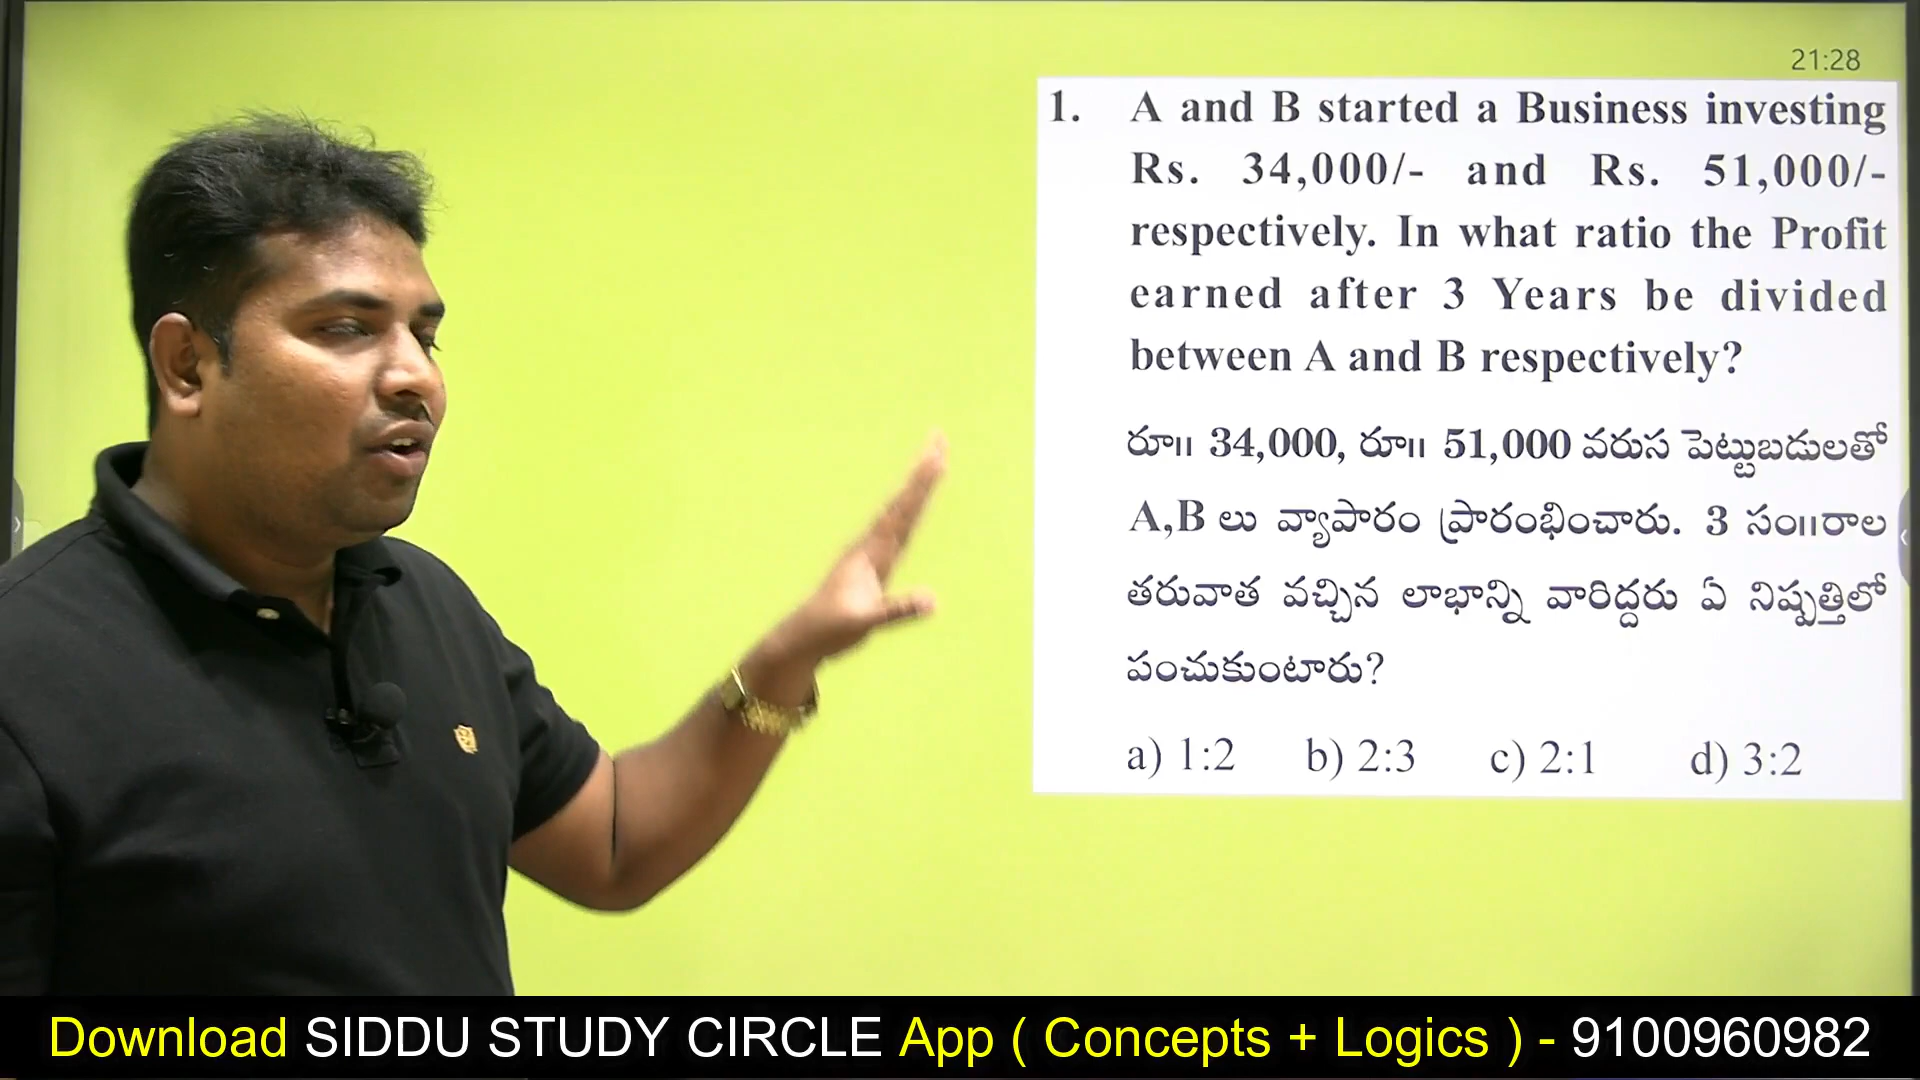 21:28
1. A and B started a Business investing
Rs. 34,000/- and Rs. 51,000/-
respectively. In what ratio the Profit
earned after 3 Years be divided
between A and B respectively?
రూ॥ 34,000, రూ॥ 51,000 వరుస పెట్టుబడులతో
A,B లు వ్యాపారం ప్రారంభించారు. 3 సం॥రాల
తరువాత వచ్చిన లాభాన్ని వారిద్దరు ఏ నిష్పత్తిలో
పంచుకుంటారు?
a) 1:2 b) 2:3 c) 2:1 d) 3:2
Download SIDDU STUDY CIRCLE App ( Concepts + Logics ) - 9100960982